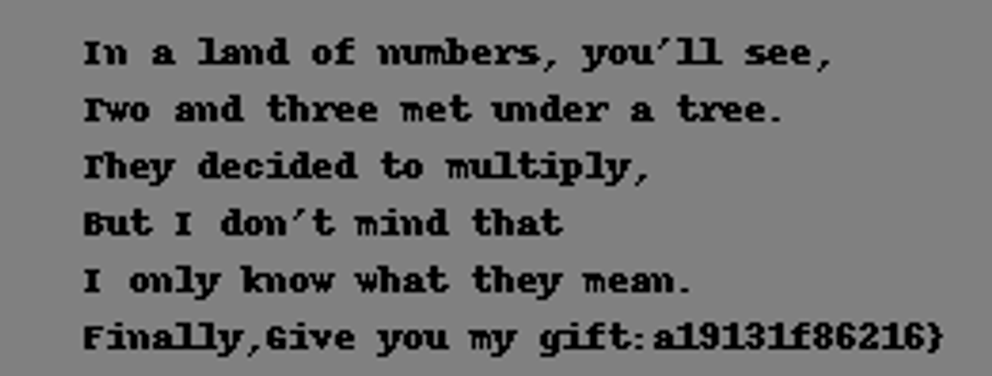 In a land of numbers, you'll see,
Two and three met under a tree.
They decided to multiply,
But I don't mind that
I only know what they mean.
Finally,Give you my gift:a19131f86216}